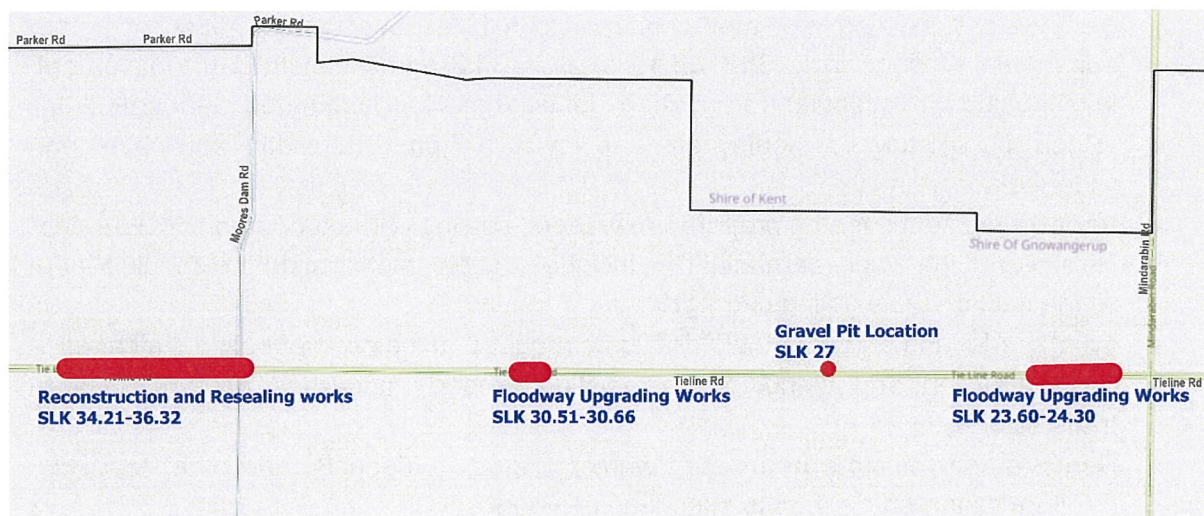 Parker Rd
Parker Rd
Parker Rd
Moores Dam Rd
Shire of Kent
Shire Of Gnowangerup
Mindarabin Rd
Mindarabin Road
Gravel Pit Location
SLK 27
Tieline Rd
Tie Line Road
Tieline Rd
Reconstruction and Resealing works
SLK 34.21-36.32
Floodway Upgrading Works
SLK 30.51-30.66
Floodway Upgrading Works
SLK 23.60-24.30